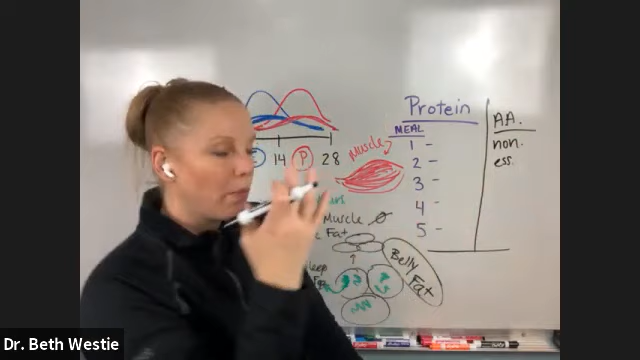 Protein
A.A.
MEAL
non.
ess.
1 -
2 -
3 -
4 -
5 -
E 14 P 28
Muscle
Muscle
Fat
Belly
Fat
Dr. Beth Westie